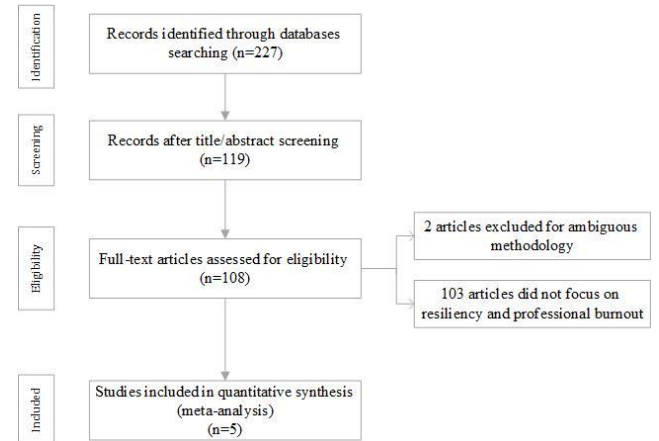 Identification
Records identified through databases
searching (n=227)
Screening
Records after title/abstract screening
(n=119)
Eligibility
Full-text articles assessed for eligibility
(n=108)
2 articles excluded for ambiguous
methodology
103 articles did not focus on
resiliency and professional burnout
Included
Studies included in quantitative synthesis
(meta-analysis)
(n=5)